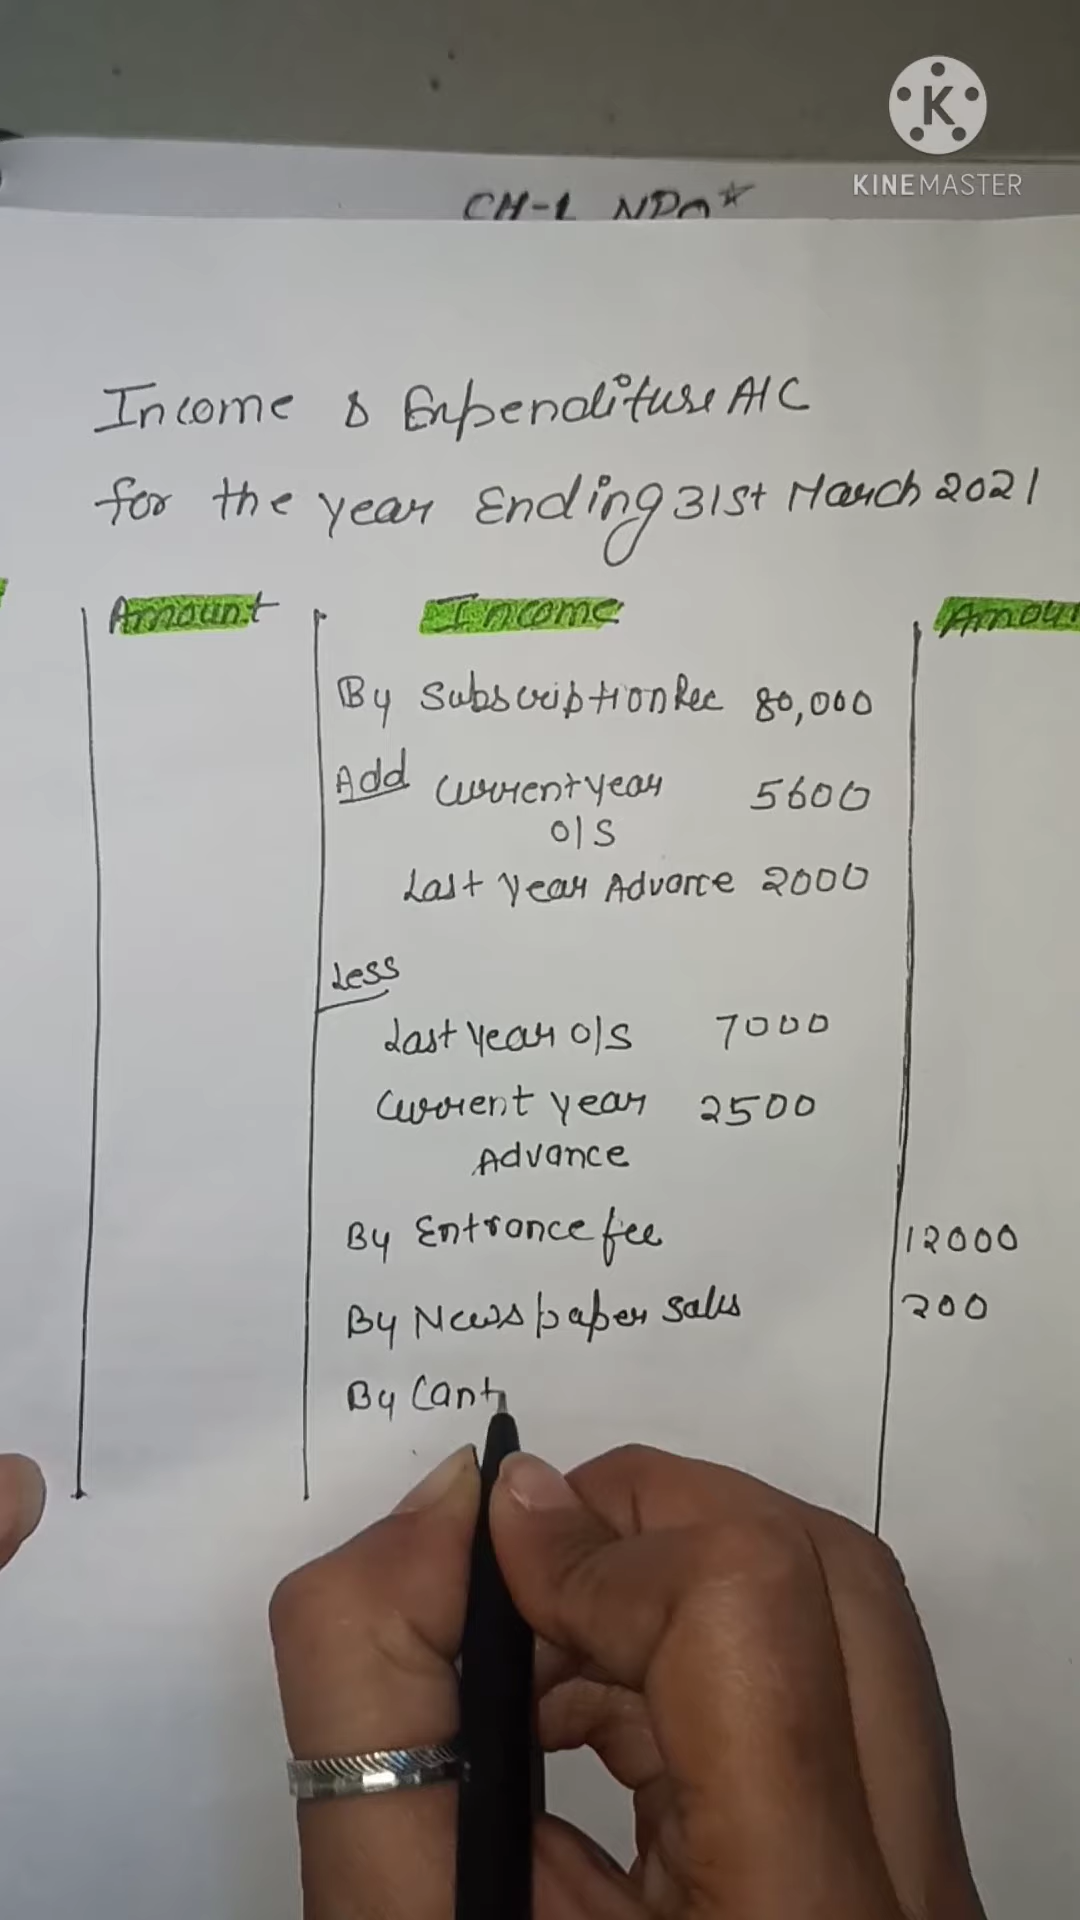 KINEMASTER
CH-1 NPO*
Income & Expenditure A/C
for the year Ending 31st March 2021
Amount Income Amoun
By Subscription Rec 80,000
Add Current year 5600
O/S
Last Year Advance 2000
Less
Last Year O/S 7000
Current year 2500
Advance
By Entrance fee 12000
By Newspaper Sales 200
By Cant